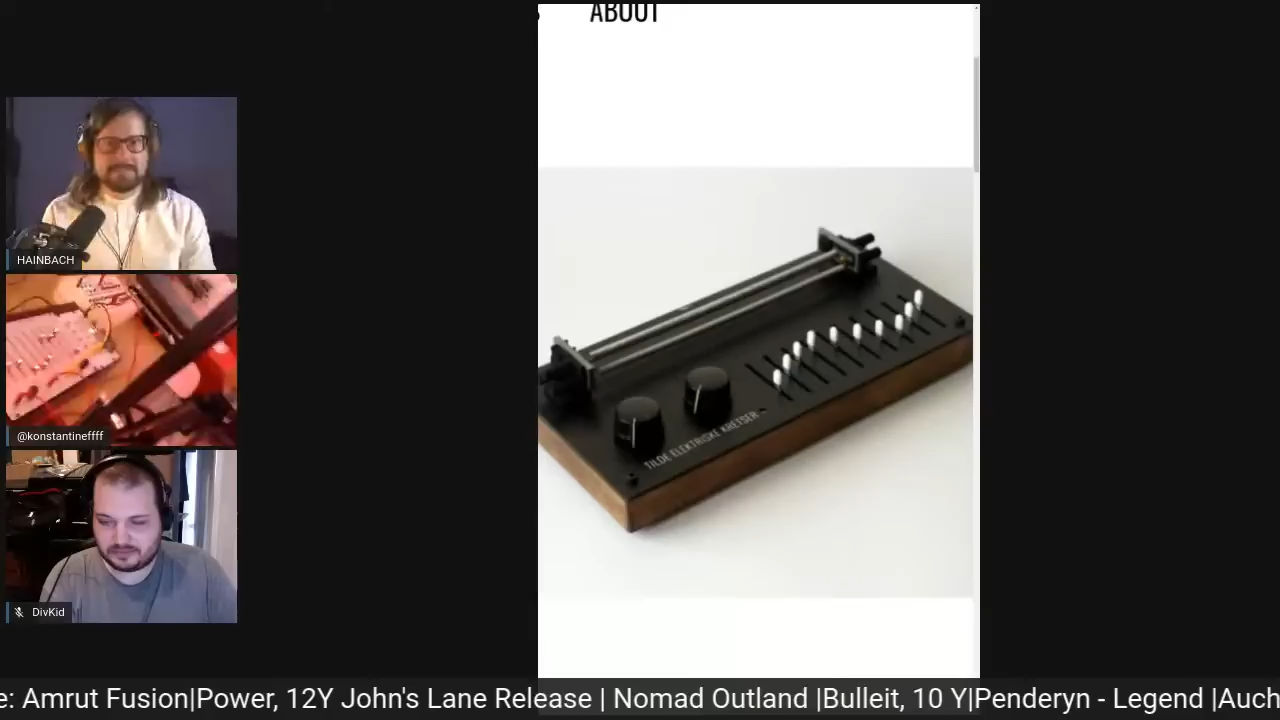 ABOUT
HAINBACH
@konstantineffff
DivKid
TILDE ELEKTRISKE KRETSER
e: Amrut Fusion|Power, 12Y John's Lane Release | Nomad Outland |Bulleit, 10 Y|Penderyn - Legend |Auch